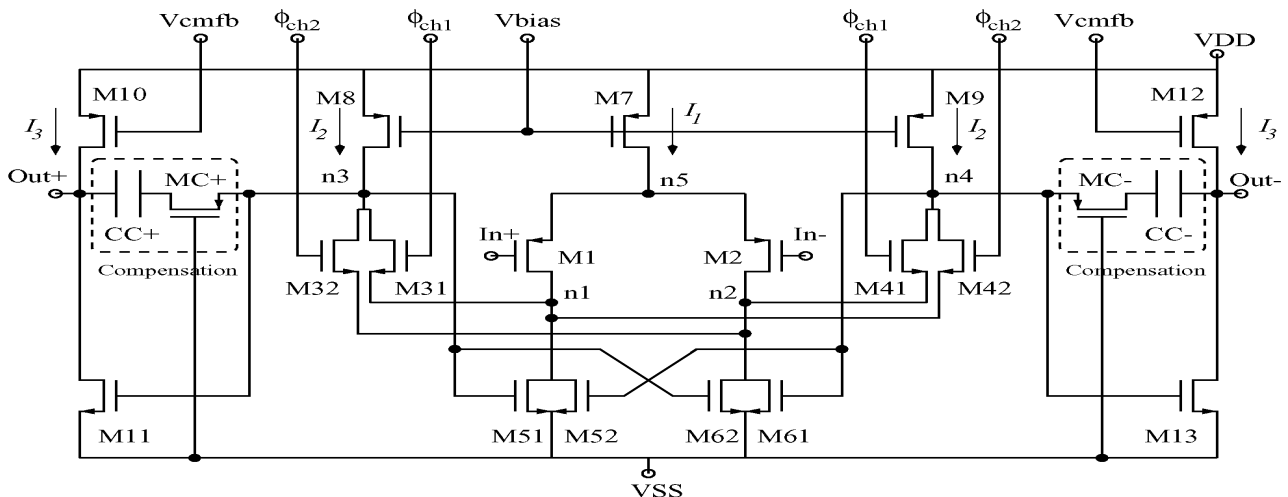 Vcmfb ϕch2 ϕch1 Vbias ϕch1 ϕch2 Vcmfb
VDD
M10 M8 M7 M9 M12
I3 I2 I1 I2 I3
Out+ MC+ n3 n5 n4 MC- Out-
CC+ In+ M1 M2 In- CC-
Compensation Compensation
M32 M31 n1 n2 M41 M42
M11 M51 M52 M62 M61 M13
VSS